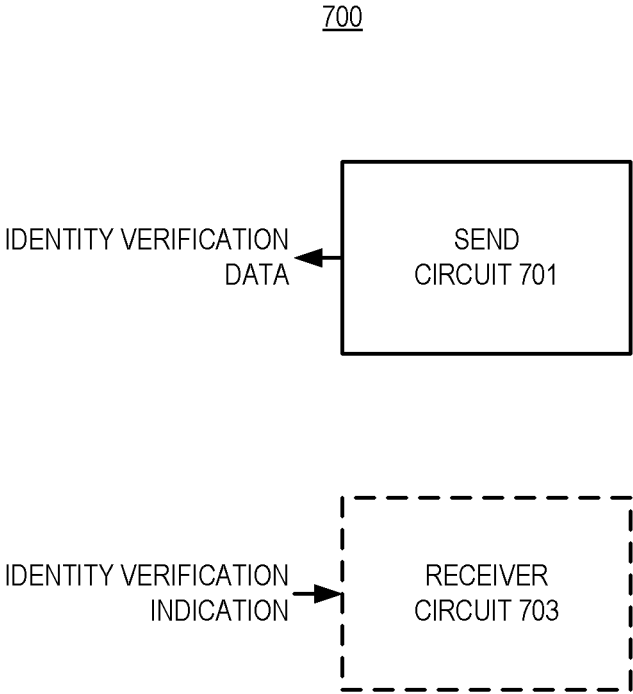 700
IDENTITY VERIFICATION
DATA
SEND
CIRCUIT 701
IDENTITY VERIFICATION
INDICATION
RECEIVER
CIRCUIT 703